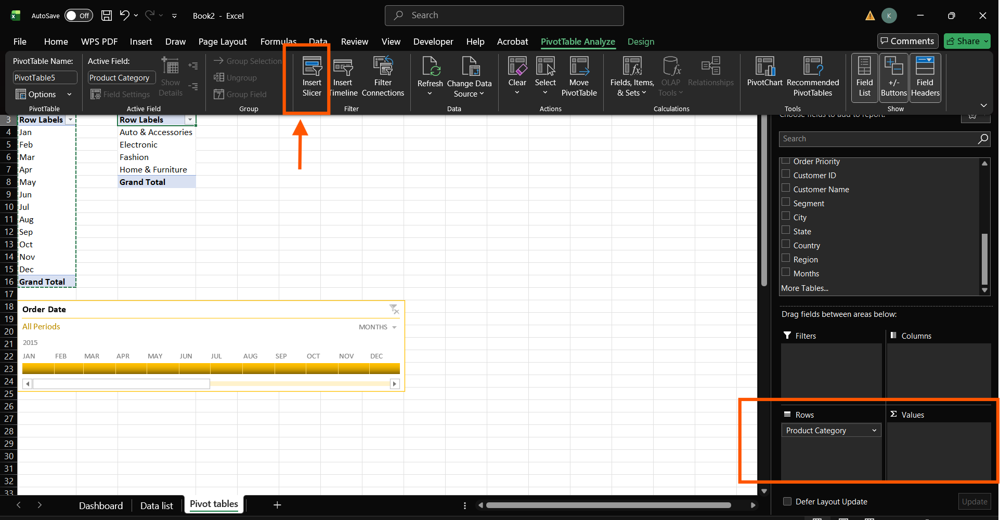 AutoSave Off Book2 - Excel Search K
File Home WPS PDF Insert Draw Page Layout Formulas Data Review View Developer Help Acrobat PivotTable Analyze Design Comments Share
PivotTable Name:
PivotTable5
Options
PivotTable
Active Field:
Product Category
Field Settings
Show
Details
Active Field
Group Selection
Ungroup
7 Group Field
Group
Insert
Slicer
Insert
Timeline
Filter
Connections
Filter
Refresh
Change Data
Source
Data
Clear
Select
Move
PivotTable
Actions
Fields, Items,
& Sets
OLAP
Tools
Relationships
Calculations
PivotChart
Recommended
PivotTables
Tools
Field
List
+/-
Buttons
Field
Headers
Show
3 Row Labels Row Labels
4 Jan Auto & Accessories
5 Feb Electronic
6 Mar Fashion
7 Apr Home & Furniture
8 May Grand Total
9 Jun
10 Jul
11 Aug
12 Sep
13 Oct
14 Nov
15 Dec
16 Grand Total
17
18
19
20
21
22
23
24
25
26
27
28
29
30
31
32
33
Order Date
All Periods MONTHS
2015
JAN FEB MAR APR MAY JUN JUL AUG SEP OCT NOV DEC
Choose fields to add to report:
Search
Order Priority
Customer ID
Customer Name
Segment
City
State
Country
Region
Months
More Tables...
Drag fields between areas below:
Filters
Columns
Rows
Σ Values
Product Category
Defer Layout Update Update
Dashboard Data list Pivot tables +